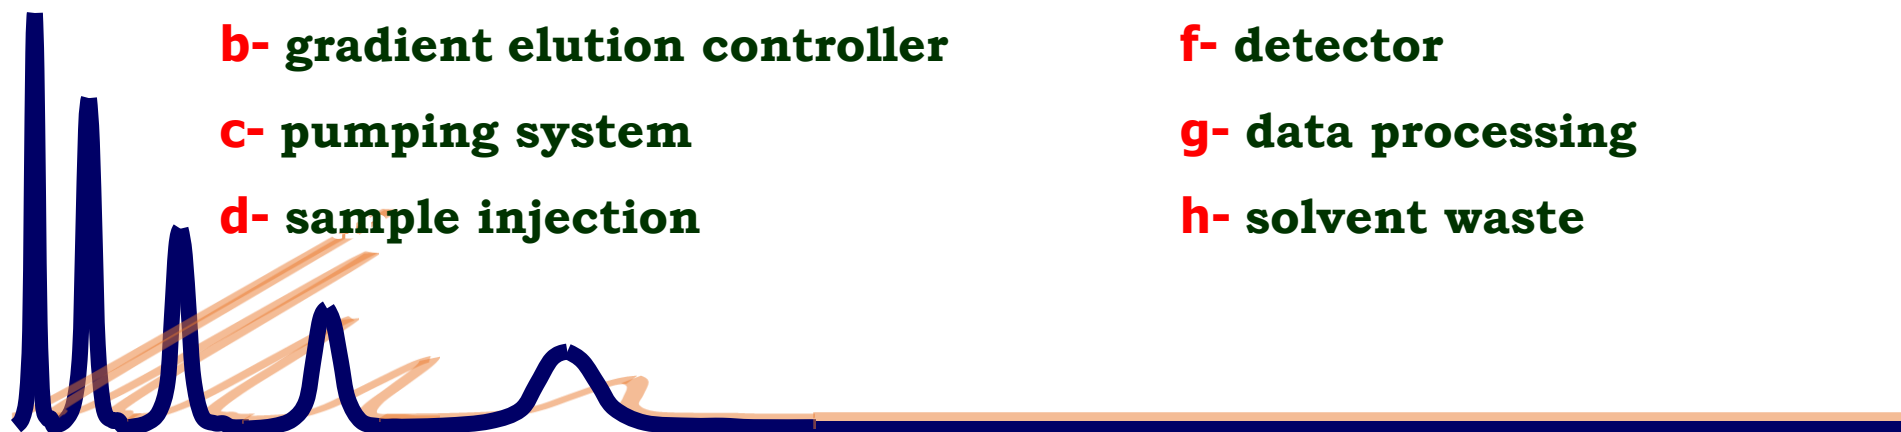 b- gradient elution controller
c- pumping system
d- sample injection
f- detector
g- data processing
h- solvent waste